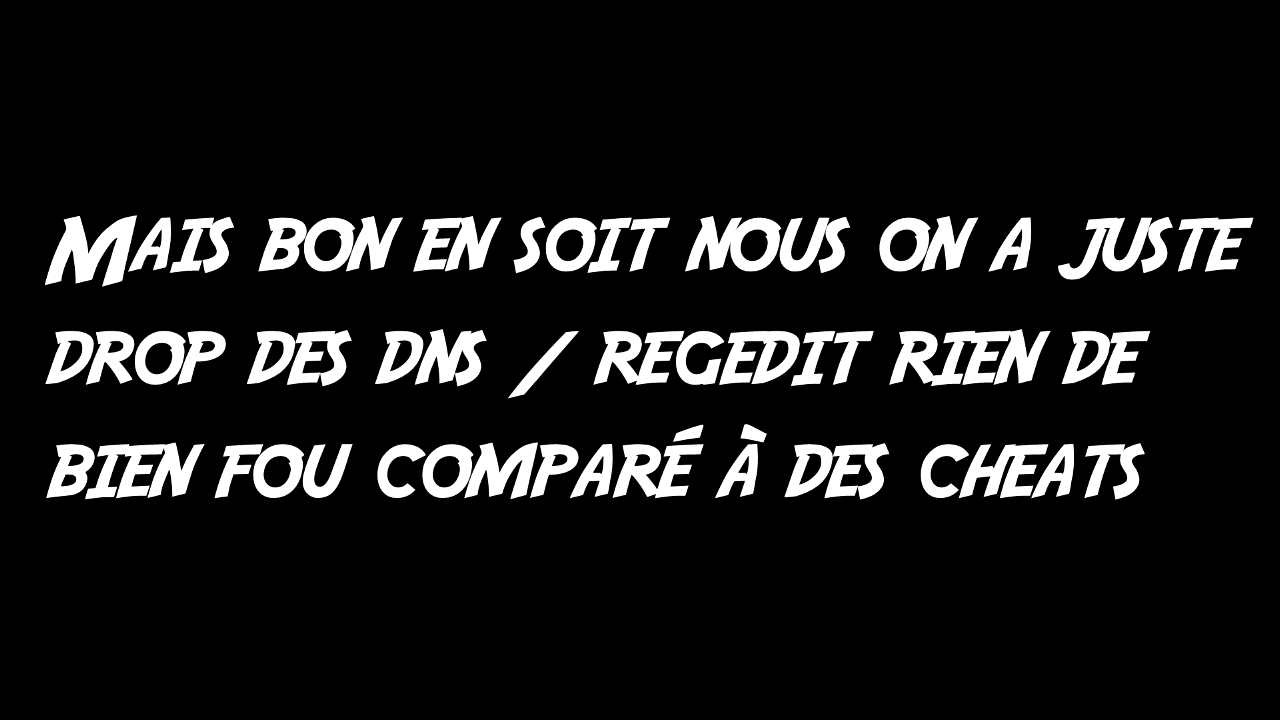 Mais bon en soit nous on a juste
drop des dns / regedit rien de
bien fou comparé à des cheats